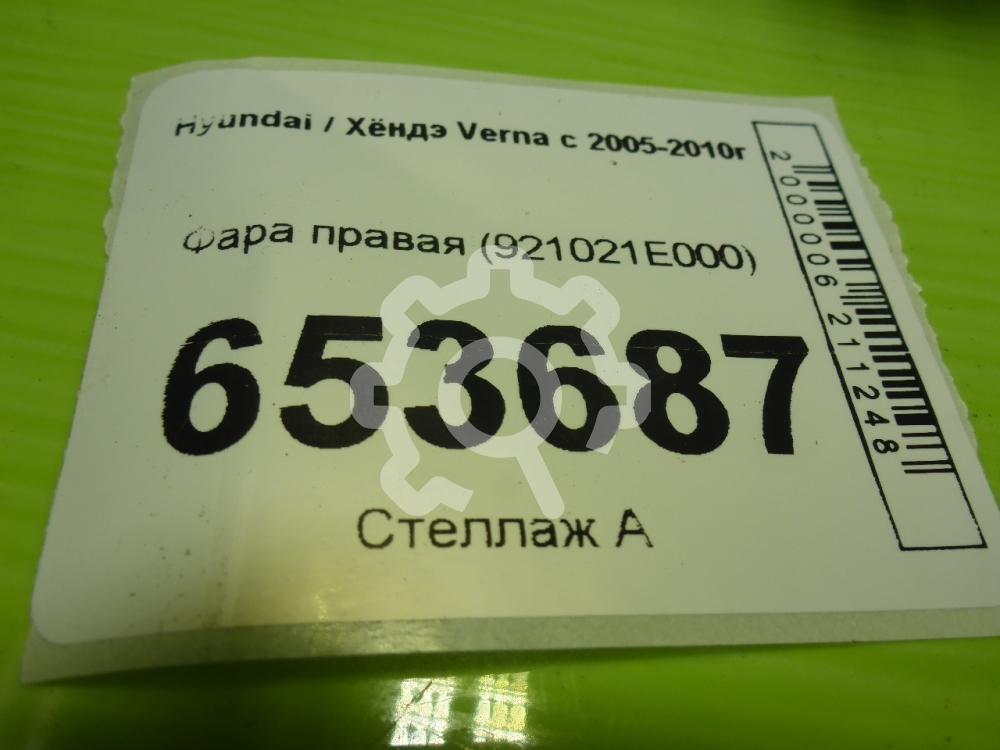 Hyundai / Хёндэ Verna с 2005-2010г
Фара правая (921021E000)
653687
Стеллаж А
2000006211248